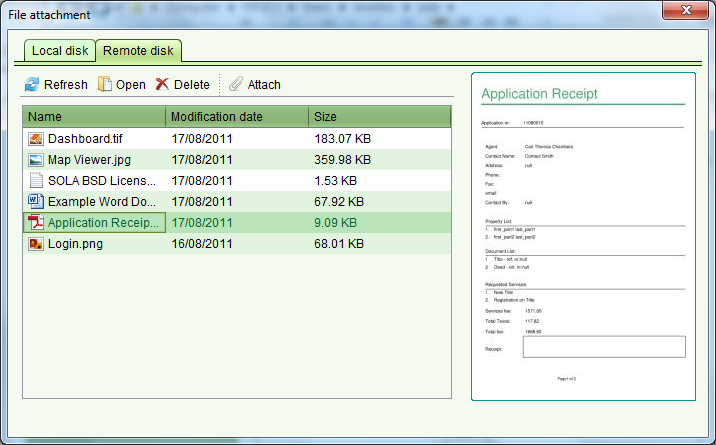 File attachment
Local disk Remote disk
Refresh Open Delete Attach
Name Modification date Size
Dashboard.tif 17/08/2011 183.07 KB
Map Viewer.jpg 17/08/2011 359.98 KB
SOLA BSD Licens... 17/08/2011 1.53 KB
Example Word Do... 17/08/2011 67.92 KB
Application Receip... 17/08/2011 9.09 KB
Login.png 16/08/2011 68.01 KB
Application Receipt
Application nr: 11080015
Agent: Carl Thomas Chambers
Contact Name: Contact Smith
Address: null
Phone:
Fax:
email:
Contact By: null
Property List:
1. first_part1 last_part1
2. first_part2 last_part2
Document List:
1 Title - ref. nr:null
2 Deed - ref. nr:null
Requested Services:
1. New Title
2. Registration on Title
Services fee: 1571.00
Total Taxes: 117.82
Total fee: 1688.82
Receipt:
Page1 of 2